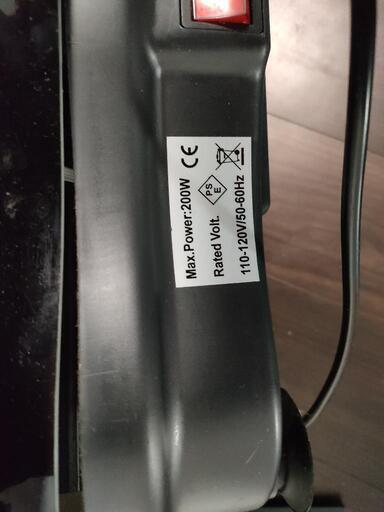 Max.Power:200W CE
Rated Volt. PS E
110-120V/50-60Hz